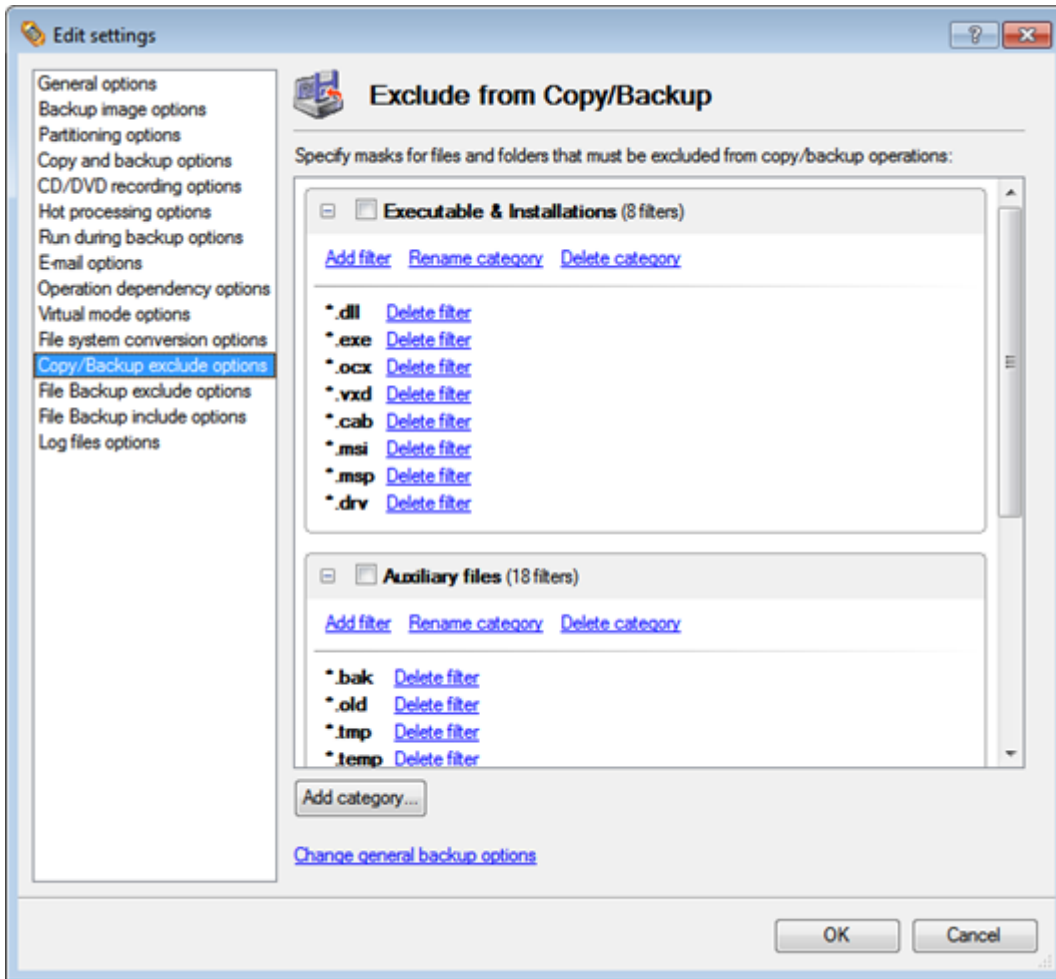 Edit settings
General options
Backup image options
Partitioning options
Copy and backup options
CD/DVD recording options
Hot processing options
Run during backup options
E-mail options
Operation dependency options
Virtual mode options
File system conversion options
Copy/Backup exclude options
File Backup exclude options
File Backup include options
Log files options
Exclude from Copy/Backup
Specify masks for files and folders that must be excluded from copy/backup operations:
Executable & Installations (8 filters)
Add filter Rename category Delete category
*.dll Delete filter
*.exe Delete filter
*.ocx Delete filter
*.vxd Delete filter
*.cab Delete filter
*.msi Delete filter
*.msp Delete filter
*.drv Delete filter
Auxiliary files (18 filters)
Add filter Rename category Delete category
*.bak Delete filter
*.old Delete filter
*.tmp Delete filter
*.temp Delete filter
Add category...
Change general backup options
OK Cancel